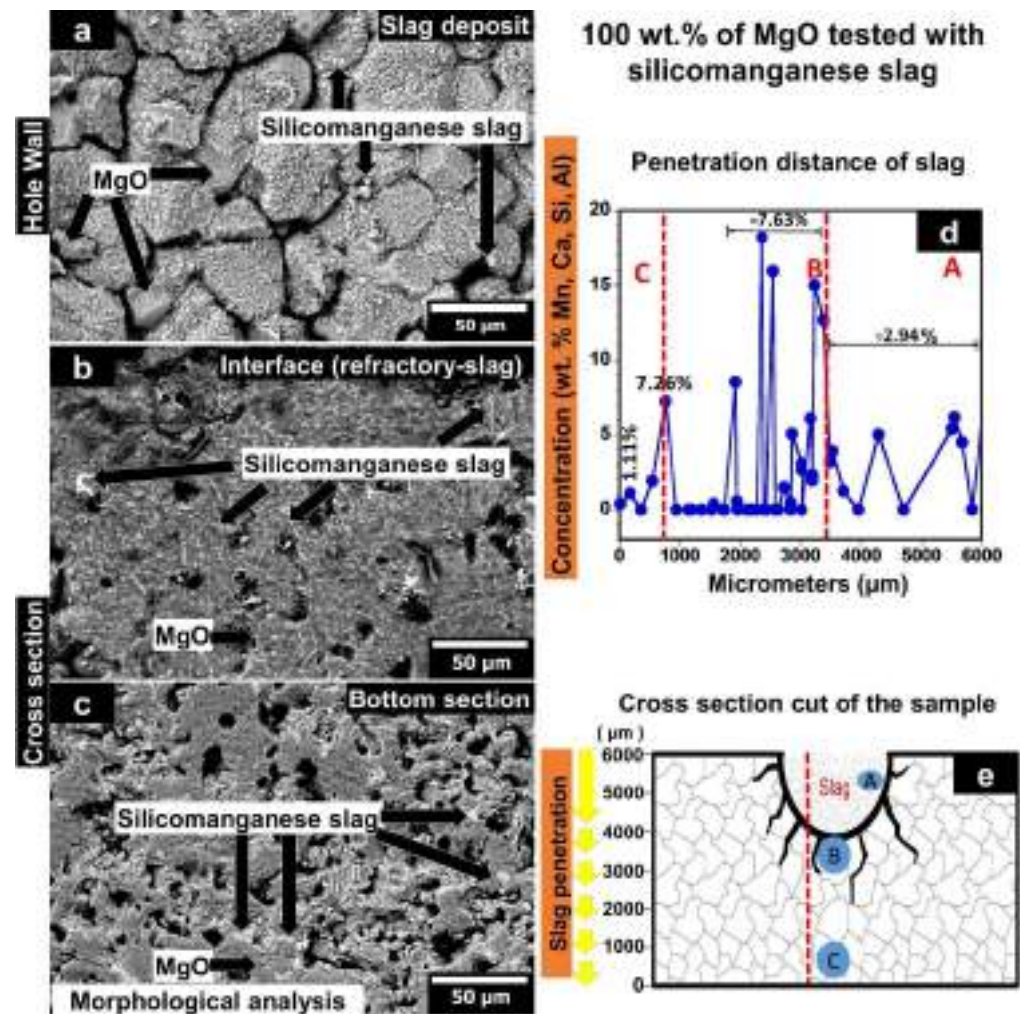 a
Slag deposit
Silicomanganese slag
MgO
50 µm
Hole Wall
b
Interface (refractory-slag)
Silicomanganese slag
MgO
50 µm
Cross section
c
Bottom section
Silicomanganese slag
MgO
50 µm
Morphological analysis
100 wt.% of MgO tested with
silicomanganese slag
Penetration distance of slag
d
Concentration (wt. % Mn, Ca, Si, Al)
20
15
10
5
0
C
B
A
≈7.63%
≈2.94%
7.26%
1.11%
0
1000
2000
3000
4000
5000
6000
Micrometers (µm)
Cross section cut of the sample
(µm)
e
Slag penetration
6000
5000
4000
3000
2000
1000
0
Slag
A
B
C